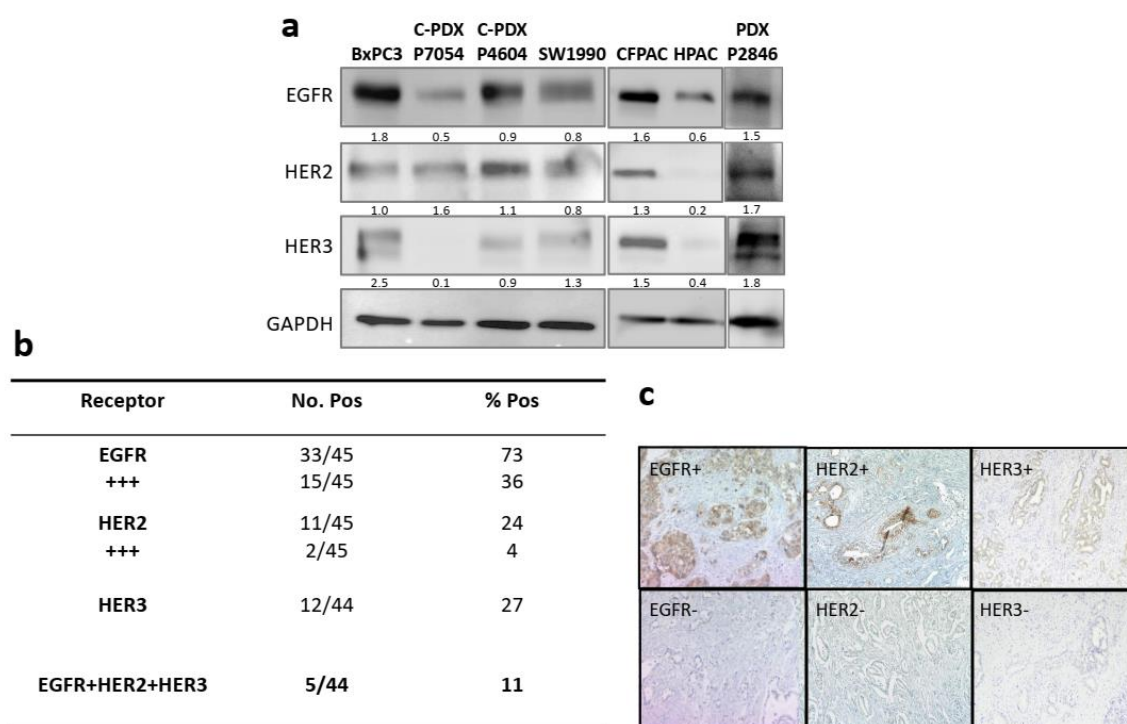 a
C-PDX C-PDX PDX
BxPC3 P7054 P4604 SW1990 CFPAC HPAC P2846
EGFR
1.8 0.5 0.9 0.8 1.6 0.6 1.5
HER2
1.0 1.6 1.1 0.8 1.3 0.2 1.7
HER3
2.5 0.1 0.9 1.3 1.5 0.4 1.8
GAPDH
b
Receptor No. Pos % Pos
EGFR 33/45 73
+++ 15/45 36
HER2 11/45 24
+++ 2/45 4
HER3 12/44 27
EGFR+HER2+HER3 5/44 11
c
EGFR+ HER2+ HER3+
EGFR- HER2- HER3-